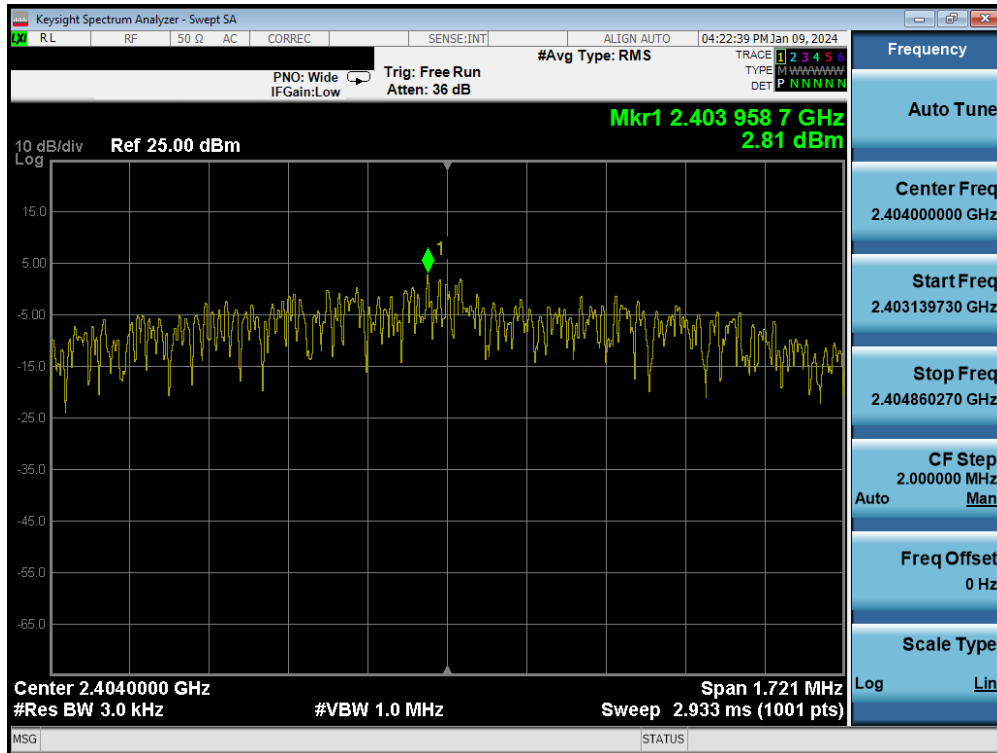 Keysight Spectrum Analyzer - Swept SA
LXI RL RF 50 Ω AC CORREC SENSE:INT ALIGN AUTO 04:22:39 PM Jan 09, 2024
#Avg Type: RMS TRACE 1 2 3 4 5 6
PNO: Wide Trig: Free Run TYPE M WWWWW
IFGain:Low Atten: 36 dB DET P N N N N N
Mkr1 2.403 958 7 GHz
2.81 dBm
10 dB/div Ref 25.00 dBm
Log
15.0
5.00
-5.00
-15.0
-25.0
-35.0
-45.0
-55.0
-65.0
1
Center 2.4040000 GHz Span 1.721 MHz
#Res BW 3.0 kHz #VBW 1.0 MHz Sweep 2.933 ms (1001 pts)
MSG STATUS
Frequency
Auto Tune
Center Freq
2.404000000 GHz
Start Freq
2.403139730 GHz
Stop Freq
2.404860270 GHz
CF Step
2.000000 MHz
Auto Man
Freq Offset
0 Hz
Scale Type
Log Lin